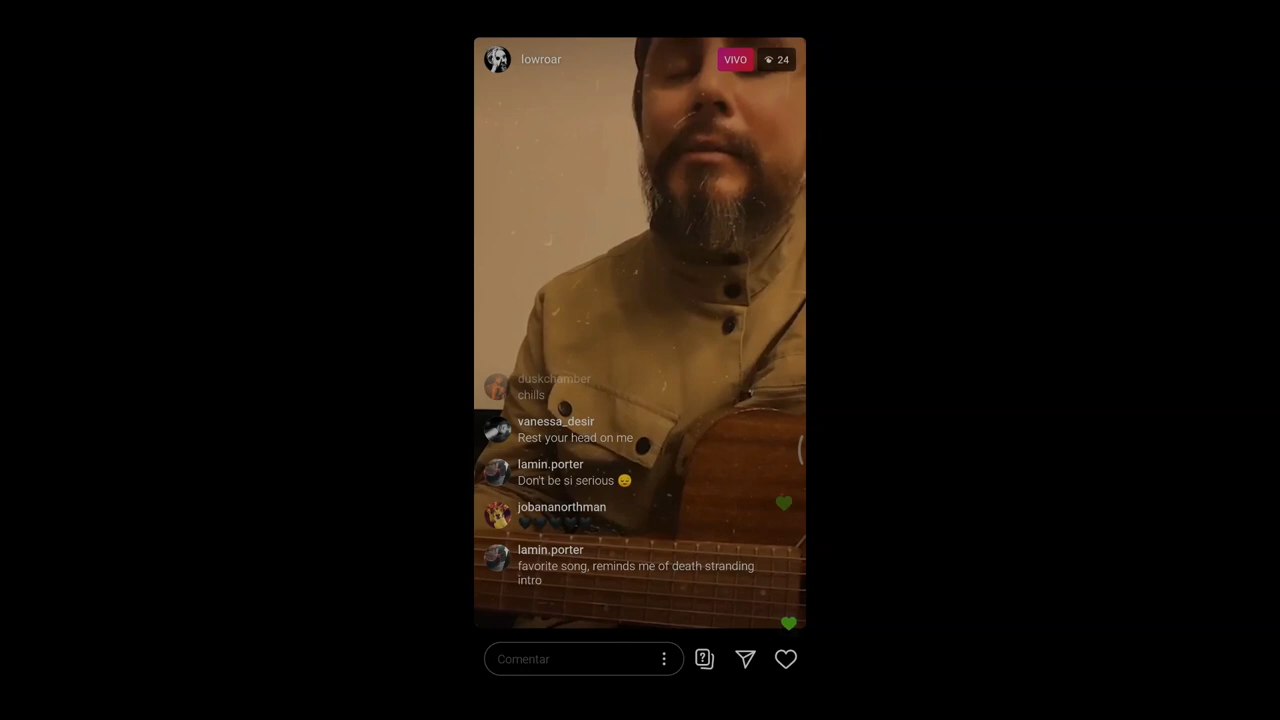 lowroar
VIVO
24
duskchamber
chills
vanessa_desir
Rest your head on me
lamin.porter
Don't be si serious 😔
jobananorthman
🖤🖤🖤🖤🖤
lamin.porter
favorite song, reminds me of death stranding
intro
Comentar